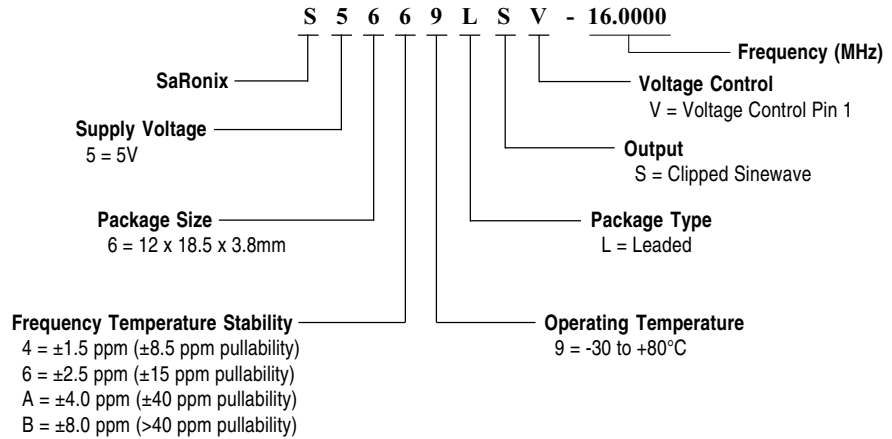 S 5 6 6 9 L S V - 16.0000
Frequency (MHz)
SaRonix
Voltage Control
V = Voltage Control Pin 1
Supply Voltage
5 = 5V
Output
S = Clipped Sinewave
Package Size
6 = 12 x 18.5 x 3.8mm
Package Type
L = Leaded
Frequency Temperature Stability
4 = ±1.5 ppm (±8.5 ppm pullability)
6 = ±2.5 ppm (±15 ppm pullability)
A = ±4.0 ppm (±40 ppm pullability)
B = ±8.0 ppm (>40 ppm pullability)
Operating Temperature
9 = -30 to +80°C